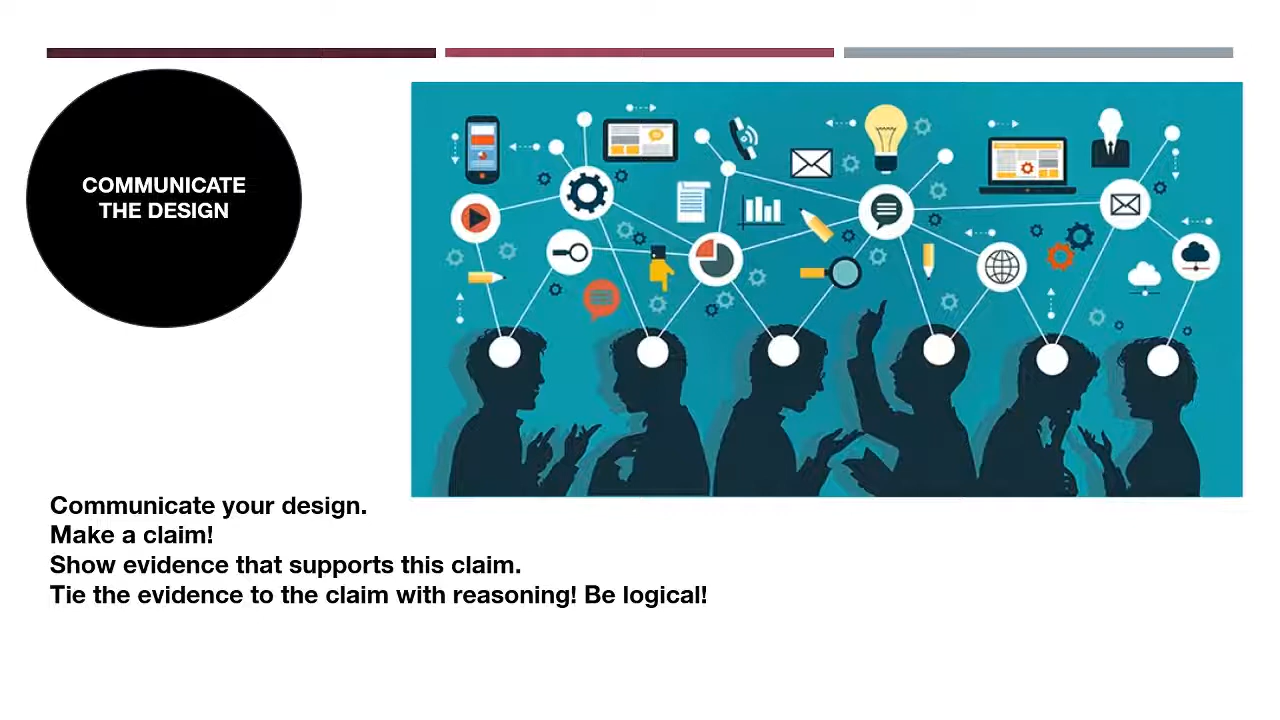 COMMUNICATE
THE DESIGN
Communicate your design.
Make a claim!
Show evidence that supports this claim.
Tie the evidence to the claim with reasoning! Be logical!